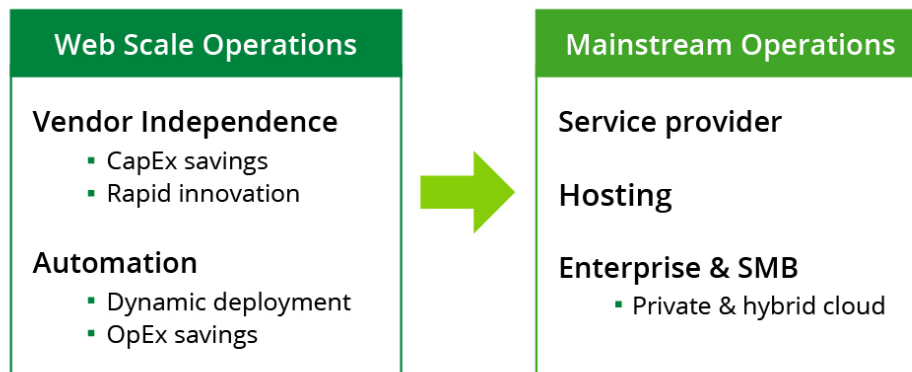 Web Scale Operations
Vendor Independence
▪ CapEx savings
▪ Rapid innovation
Automation
▪ Dynamic deployment
▪ OpEx savings
Mainstream Operations
Service provider
Hosting
Enterprise & SMB
▪ Private & hybrid cloud